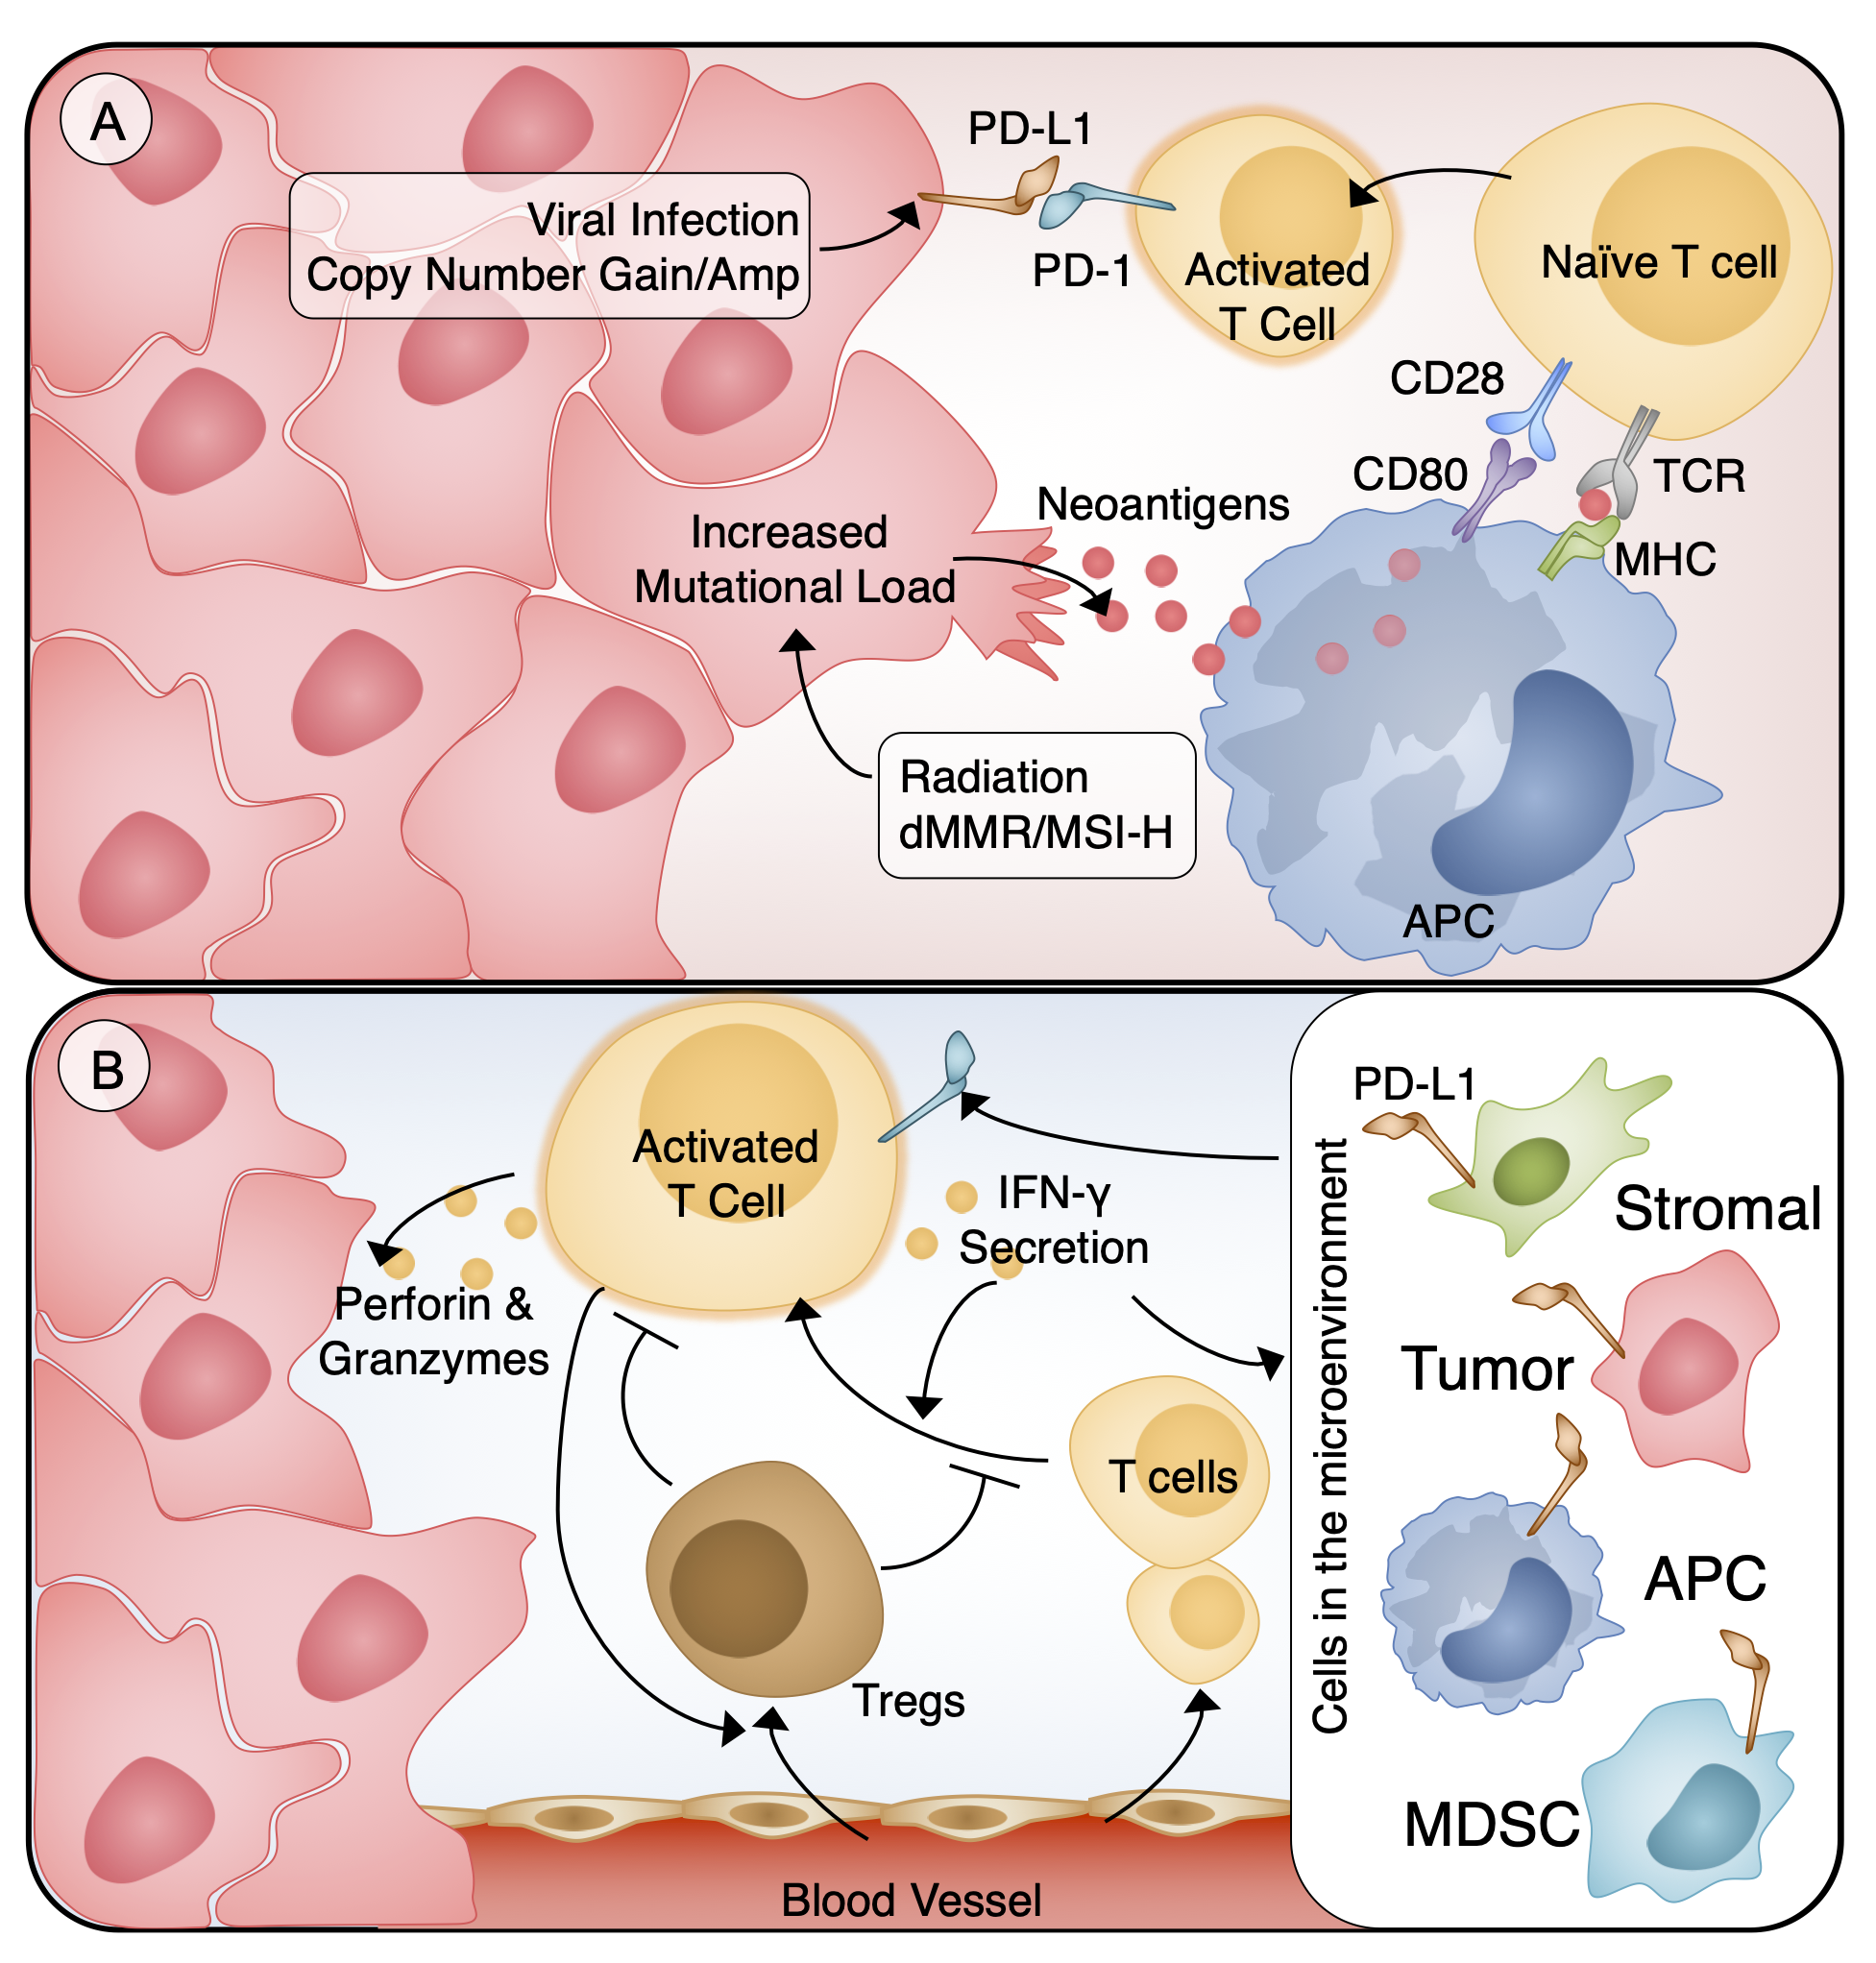 A
PD-L1
Viral Infection
Copy Number Gain/Amp
PD-1
Activated
T Cell
Naïve T cell
CD28
CD80
TCR
MHC
Neoantigens
Increased
Mutational Load
Radiation
dMMR/MSI-H
APC
B
Activated
T Cell
IFN-γ
Secretion
Perforin &
Granzymes
T cells
Tregs
Blood Vessel
Cells in the microenvironment
PD-L1
Stromal
Tumor
APC
MDSC